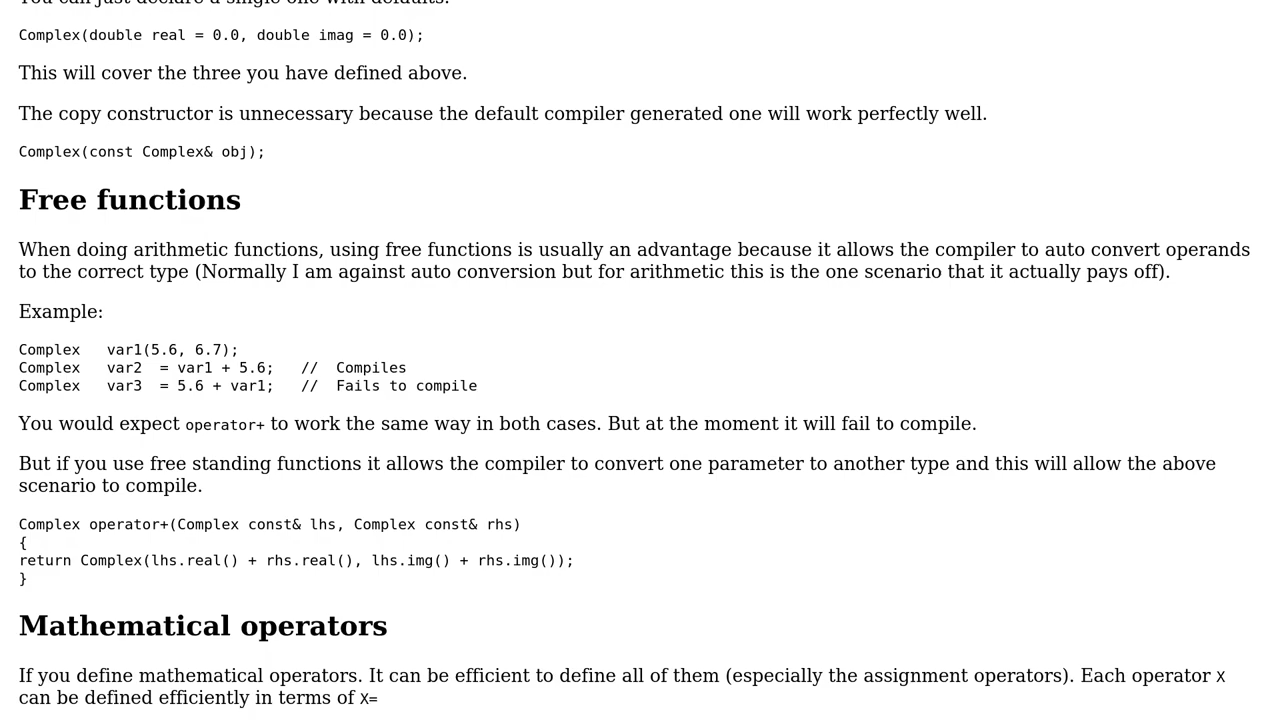 You can just declare a single one with defaults.
Complex(double real = 0.0, double imag = 0.0);
This will cover the three you have defined above.
The copy constructor is unnecessary because the default compiler generated one will work perfectly well.
Complex(const Complex& obj);
Free functions
When doing arithmetic functions, using free functions is usually an advantage because it allows the compiler to auto convert operands
to the correct type (Normally I am against auto conversion but for arithmetic this is the one scenario that it actually pays off).
Example:
Complex   var1(5.6, 6.7);
Complex   var2  = var1 + 5.6;   //  Compiles
Complex   var3  = 5.6 + var1;   //  Fails to compile
You would expect operator+ to work the same way in both cases. But at the moment it will fail to compile.
But if you use free standing functions it allows the compiler to convert one parameter to another type and this will allow the above
scenario to compile.
Complex operator+(Complex const& lhs, Complex const& rhs)
{
return Complex(lhs.real() + rhs.real(), lhs.img() + rhs.img());
}
Mathematical operators
If you define mathematical operators. It can be efficient to define all of them (especially the assignment operators). Each operator X
can be defined efficiently in terms of X=